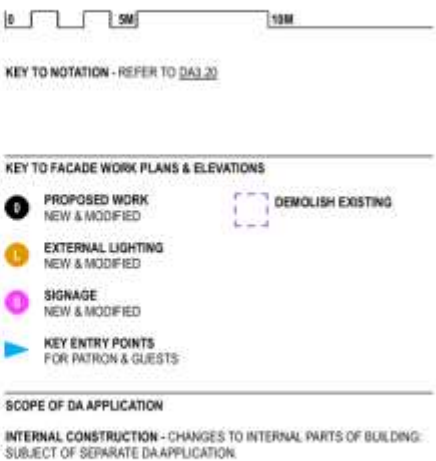 0 5M 10M
KEY TO NOTATION - REFER TO DA3.20
KEY TO FACADE WORK PLANS & ELEVATIONS
PROPOSED WORK
NEW & MODIFIED
DEMOLISH EXISTING
L
EXTERNAL LIGHTING
NEW & MODIFIED
SIGNAGE
NEW & MODIFIED
KEY ENTRY POINTS
FOR PATRON & GUESTS
SCOPE OF DA APPLICATION
INTERNAL CONSTRUCTION - CHANGES TO INTERNAL PARTS OF BUILDING:
SUBJECT OF SEPARATE DA APPLICATION.